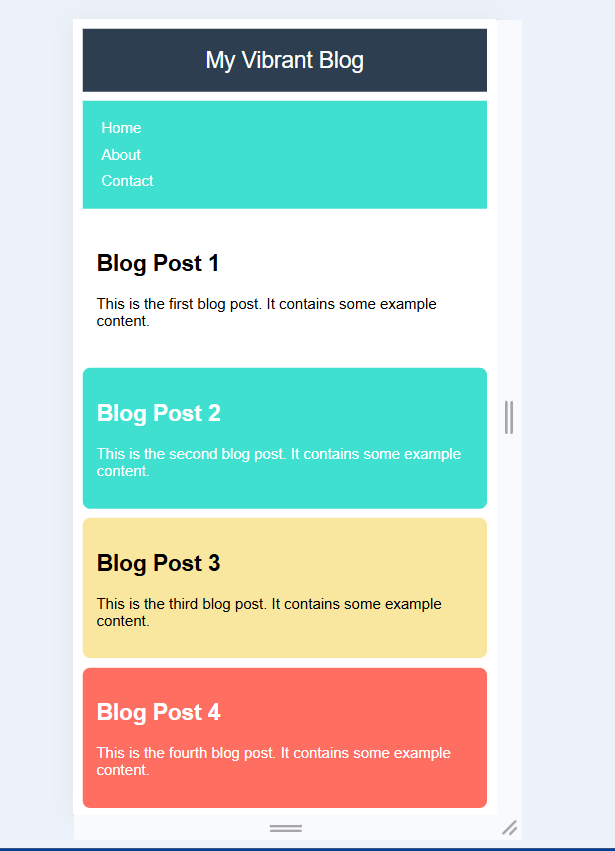 My Vibrant Blog
Home
About
Contact
Blog Post 1
This is the first blog post. It contains some example
content.
Blog Post 2
This is the second blog post. It contains some example
content.
Blog Post 3
This is the third blog post. It contains some example
content.
Blog Post 4
This is the fourth blog post. It contains some example
content.